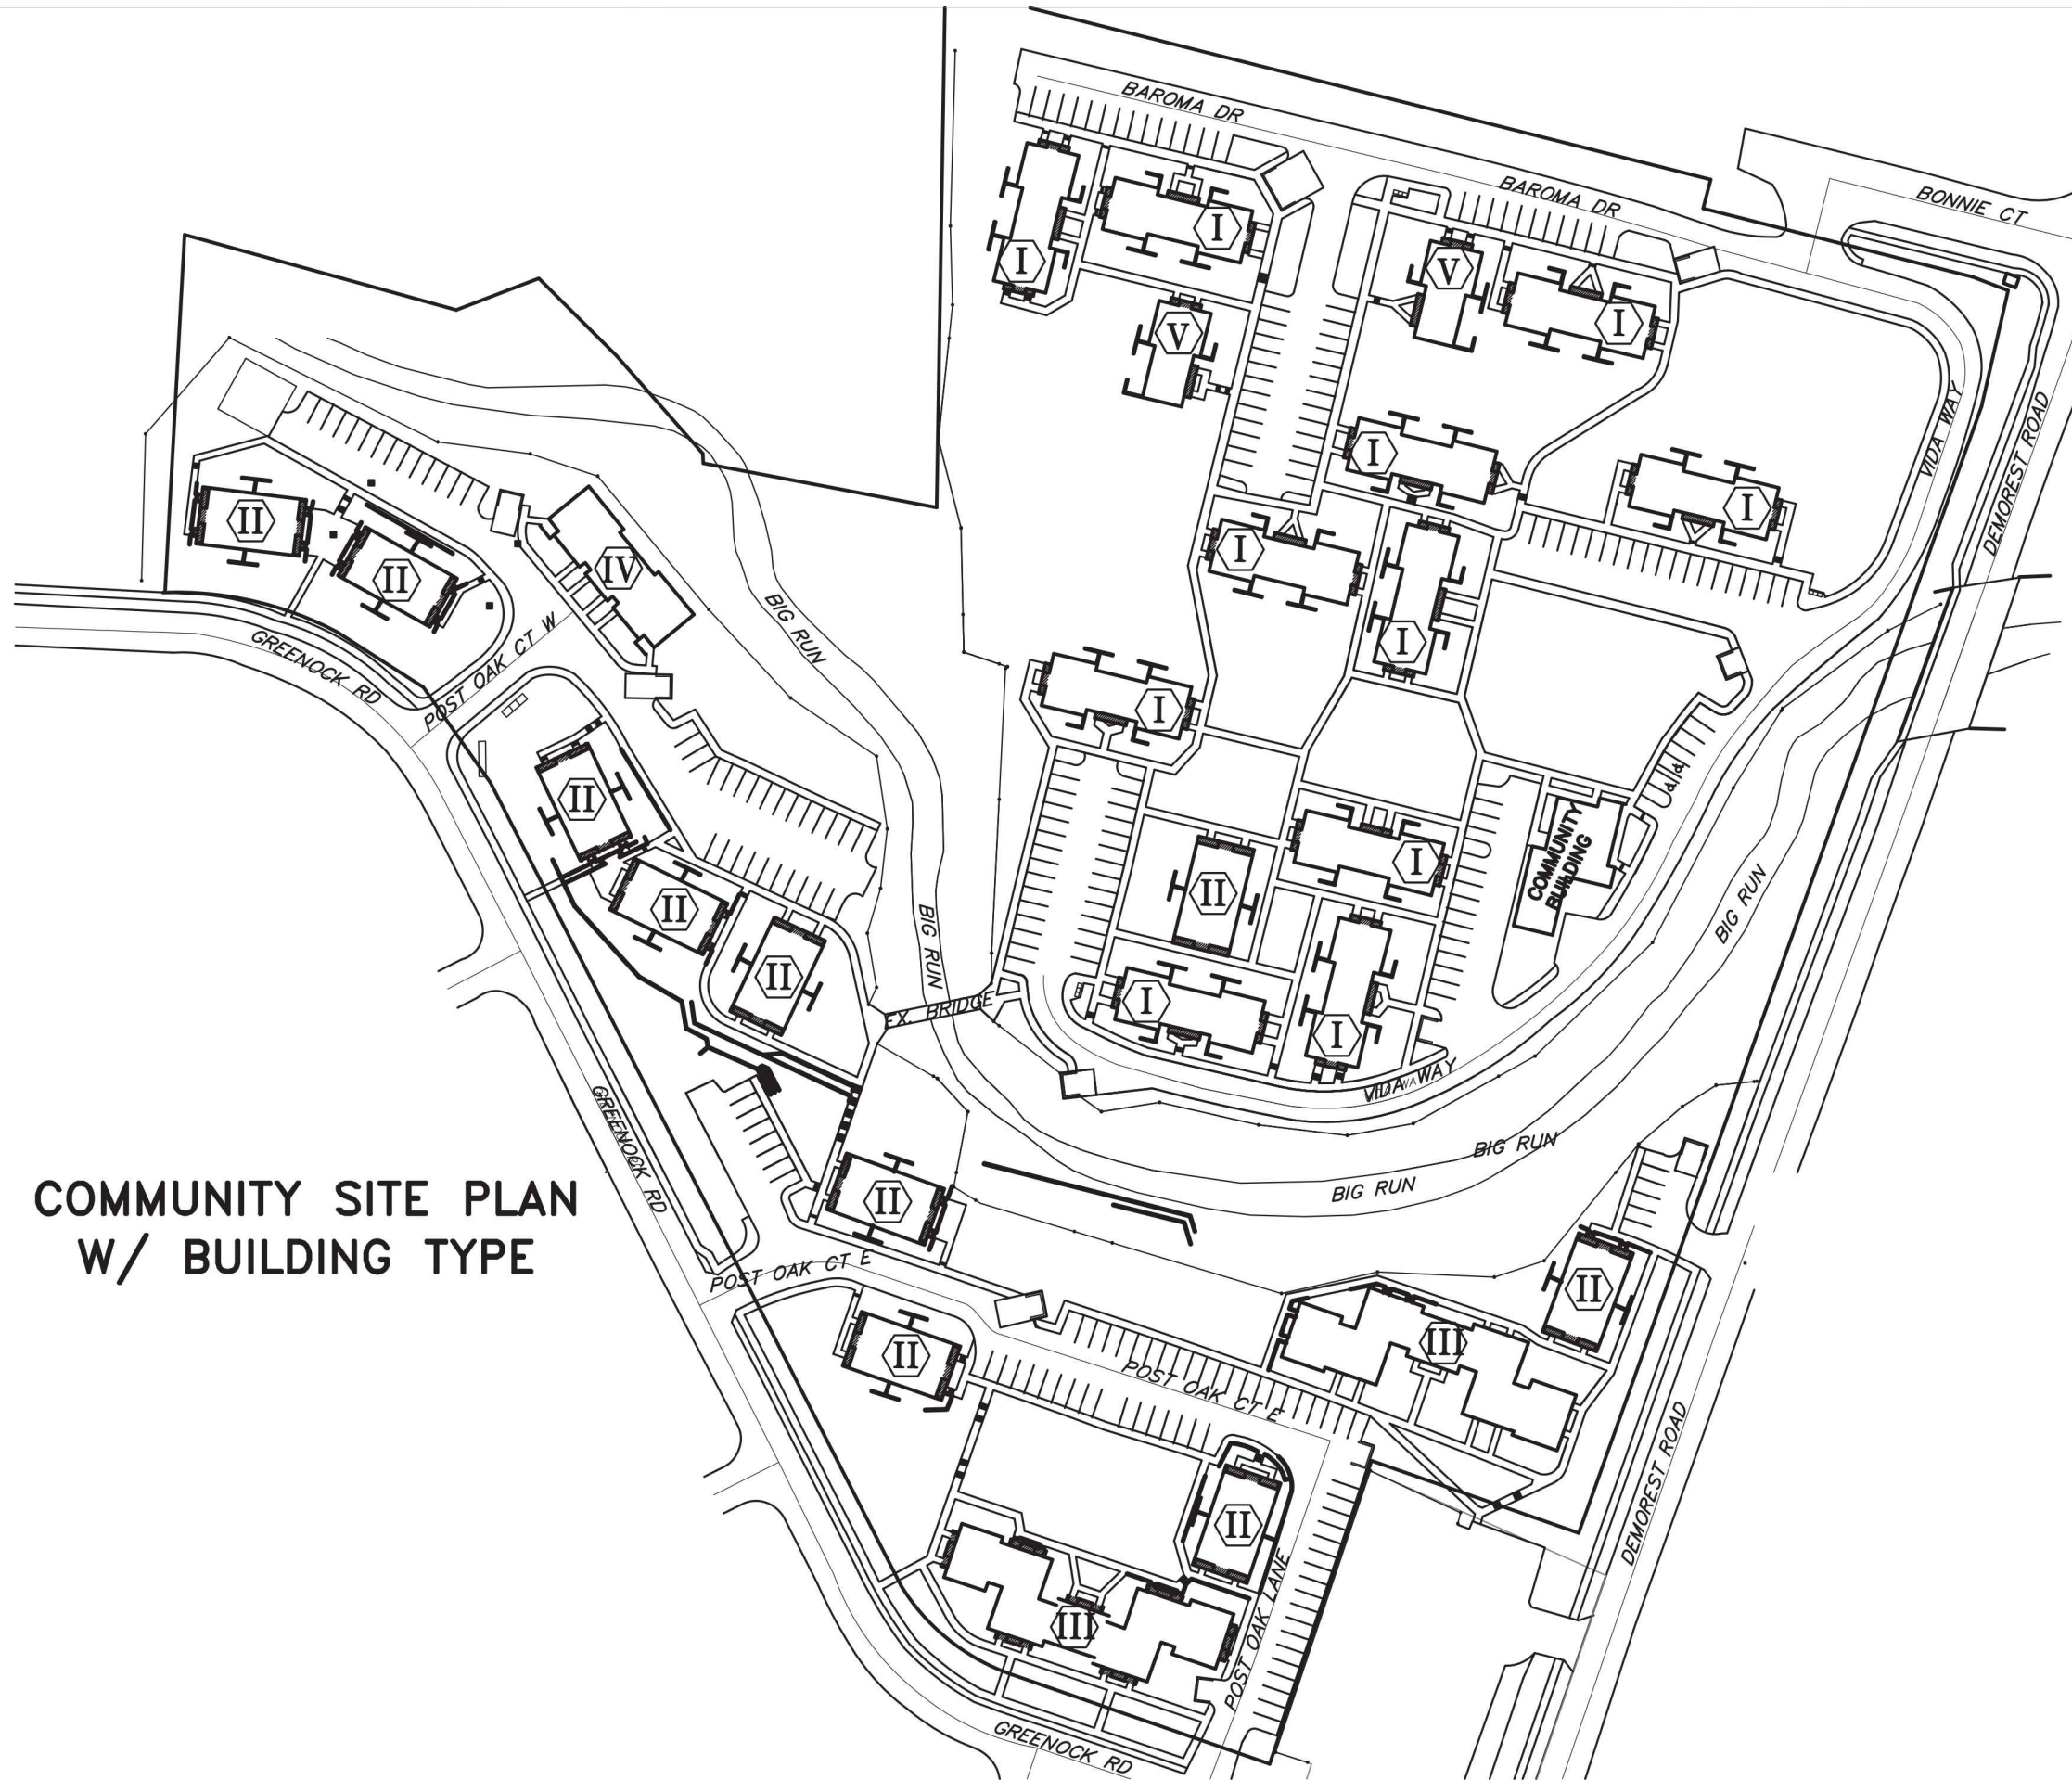 BAROMA DR
BAROMA DR
BONNIE CT
I
I
V
I
V
I
VIDA WAY
DEMOREST ROAD
I
I
II
I
IV
II
I
BIG RUN
GREENOCK RD
POST OAK CT W
I
II
COMMUNITY
BUILDING
I
II
II
BIG RUN
BIG RUN
II
I
I
EX. BRIDGE
VIDA WAY
GREENOCK RD
BIG RUN
BIG RUN
II
COMMUNITY SITE PLAN
W/ BUILDING TYPE
POST OAK CT E
II
III
II
POST OAK CT E
DEMOREST ROAD
II
III
POST OAK LANE
GREENOCK RD